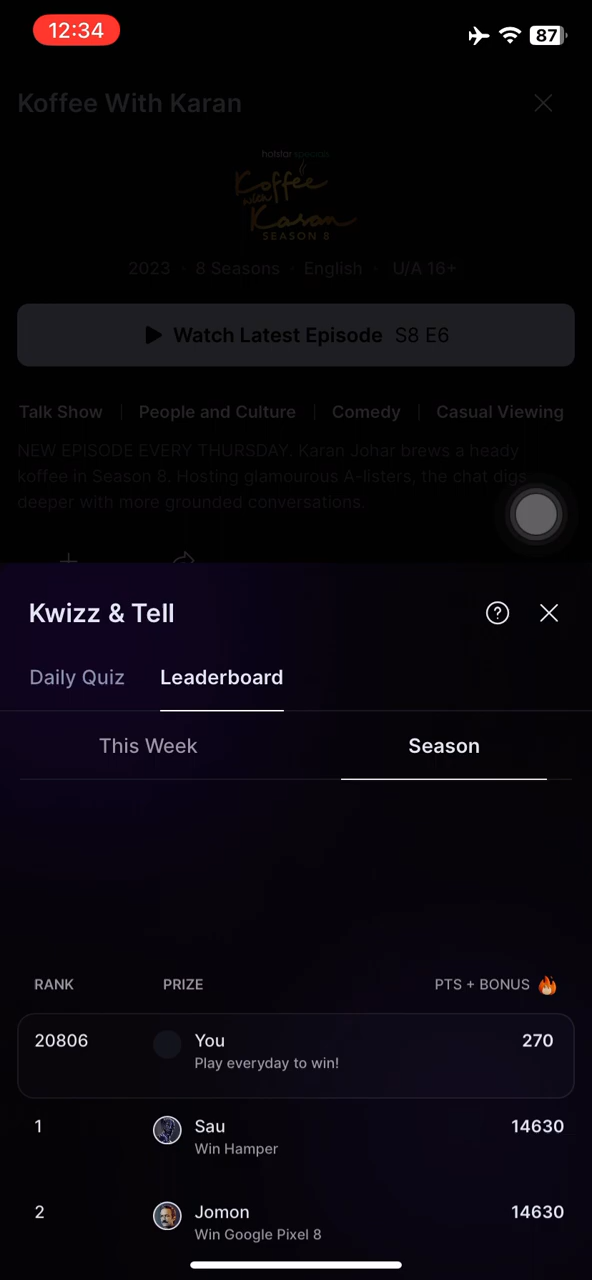 12:34
87
Koffee With Karan
hotstar specials
Koffee
with
Karan
SEASON 8
2023 · 8 Seasons · English · U/A 16+
Watch Latest Episode S8 E6
Talk Show | People and Culture | Comedy | Casual Viewing
NEW EPISODE EVERY THURSDAY. Karan Johar brews a heady
koffee in Season 8. Hosting glamourous A-listers, the chat digs
deeper with more grounded conversations.
Kwizz & Tell
Daily Quiz Leaderboard
This Week Season
RANK PRIZE PTS + BONUS
20806 You 270
Play everyday to win!
1 Sau 14630
Win Hamper
2 Jomon 14630
Win Google Pixel 8